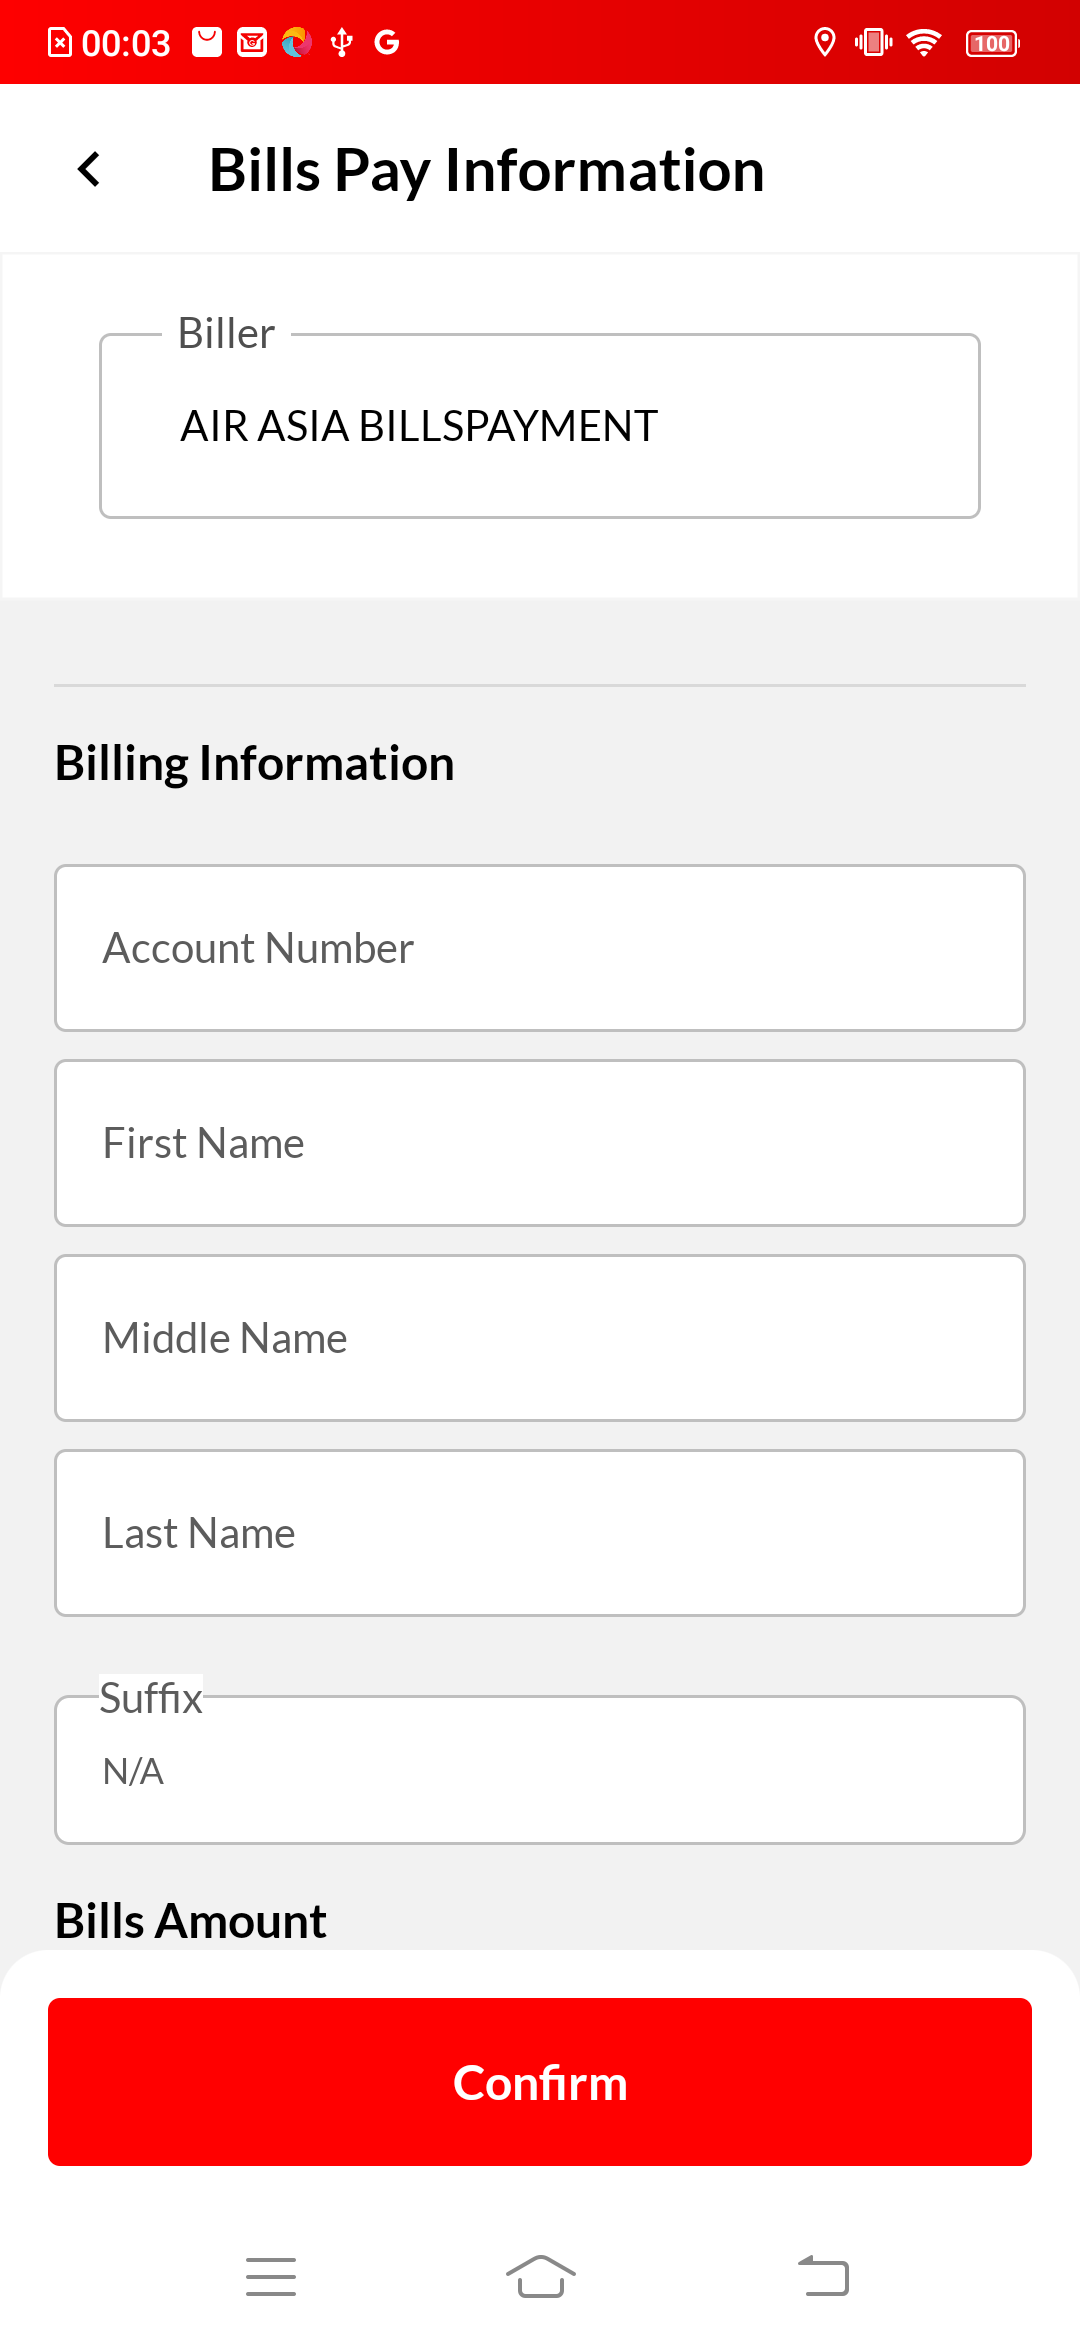 00:03
100
Bills Pay Information
Biller
AIR ASIA BILLSPAYMENT
Billing Information
Account Number
First Name
Middle Name
Last Name
Suffix
N/A
Bills Amount
Confirm